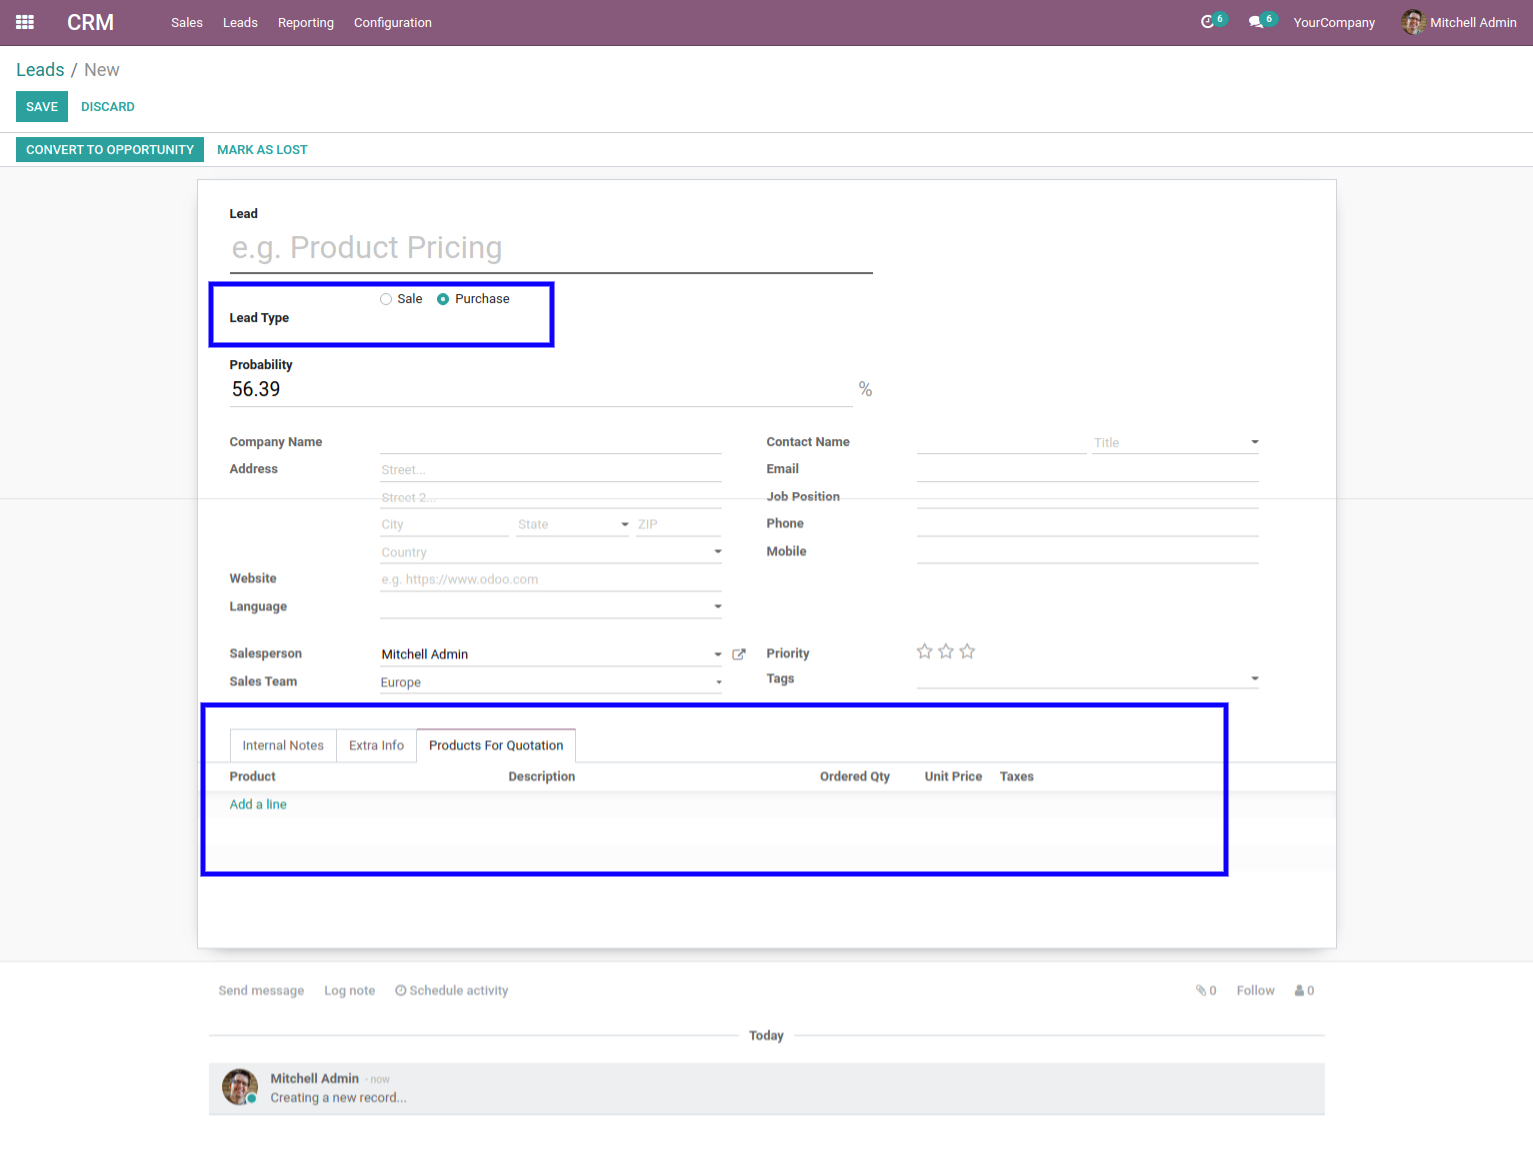 CRM Sales Leads Reporting Configuration 6 6 YourCompany Mitchell Admin
Leads / New
SAVE DISCARD
CONVERT TO OPPORTUNITY MARK AS LOST
Lead
e.g. Product Pricing
Sale Purchase
Lead Type
Probability
56.39 %
Company Name Contact Name Title
Address Street... Email
Street 2... Job Position
City State ZIP Phone
Country Mobile
Website e.g. https://www.odoo.com
Language
Salesperson Mitchell Admin Priority
Sales Team Europe Tags
Internal Notes Extra Info Products For Quotation
Product Description Ordered Qty Unit Price Taxes
Add a line
Send message Log note Schedule activity 0 Follow 0
Today
Mitchell Admin - now
Creating a new record...